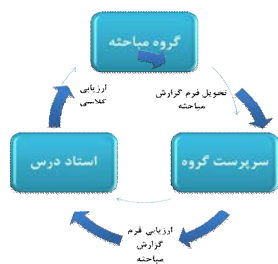 گروه مباحثه
تحویل فرم گزارش
مباحثه
سرپرست گروه
ارزیابی فرم
گزارش
مباحثه
استاد درس
ارزیابی
کلاسی